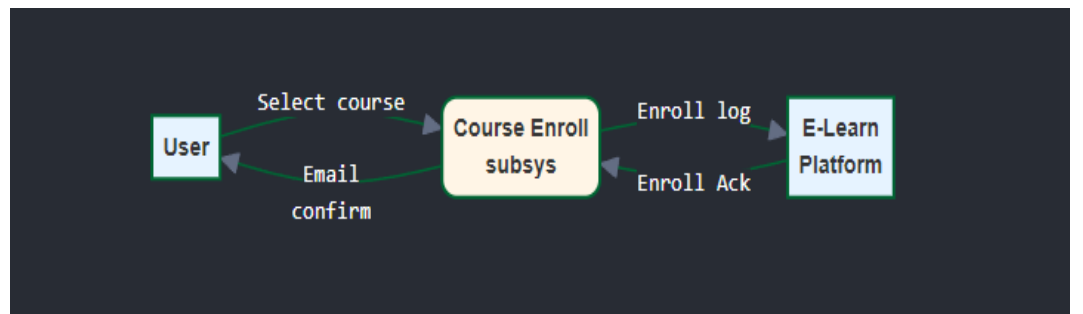 Select course
Enroll log
User
Course Enroll
subsys
E-Learn
Platform
Email
confirm
Enroll Ack